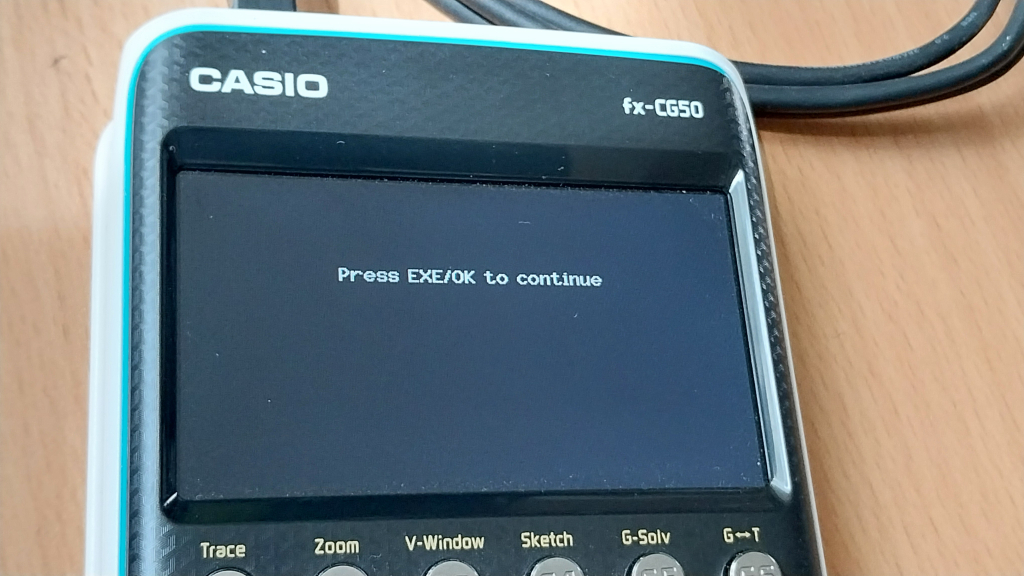 CASIO
fx-CG50
Press EXE/OK to continue
Trace Zoom V-Window Sketch G-Solv G↔T